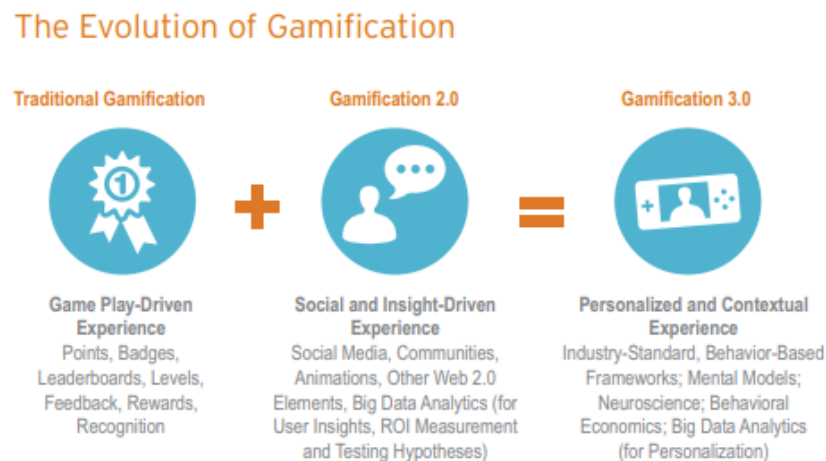 The Evolution of Gamification
Traditional Gamification
Gamification 2.0
Gamification 3.0
1
Game Play-Driven
Experience
Points, Badges,
Leaderboards, Levels,
Feedback, Rewards,
Recognition
Social and Insight-Driven
Experience
Social Media, Communities,
Animations, Other Web 2.0
Elements, Big Data Analytics (for
User Insights, ROI Measurement
and Testing Hypotheses)
Personalized and Contextual
Experience
Industry-Standard, Behavior-Based
Frameworks; Mental Models;
Neuroscience; Behavioral
Economics; Big Data Analytics
(for Personalization)